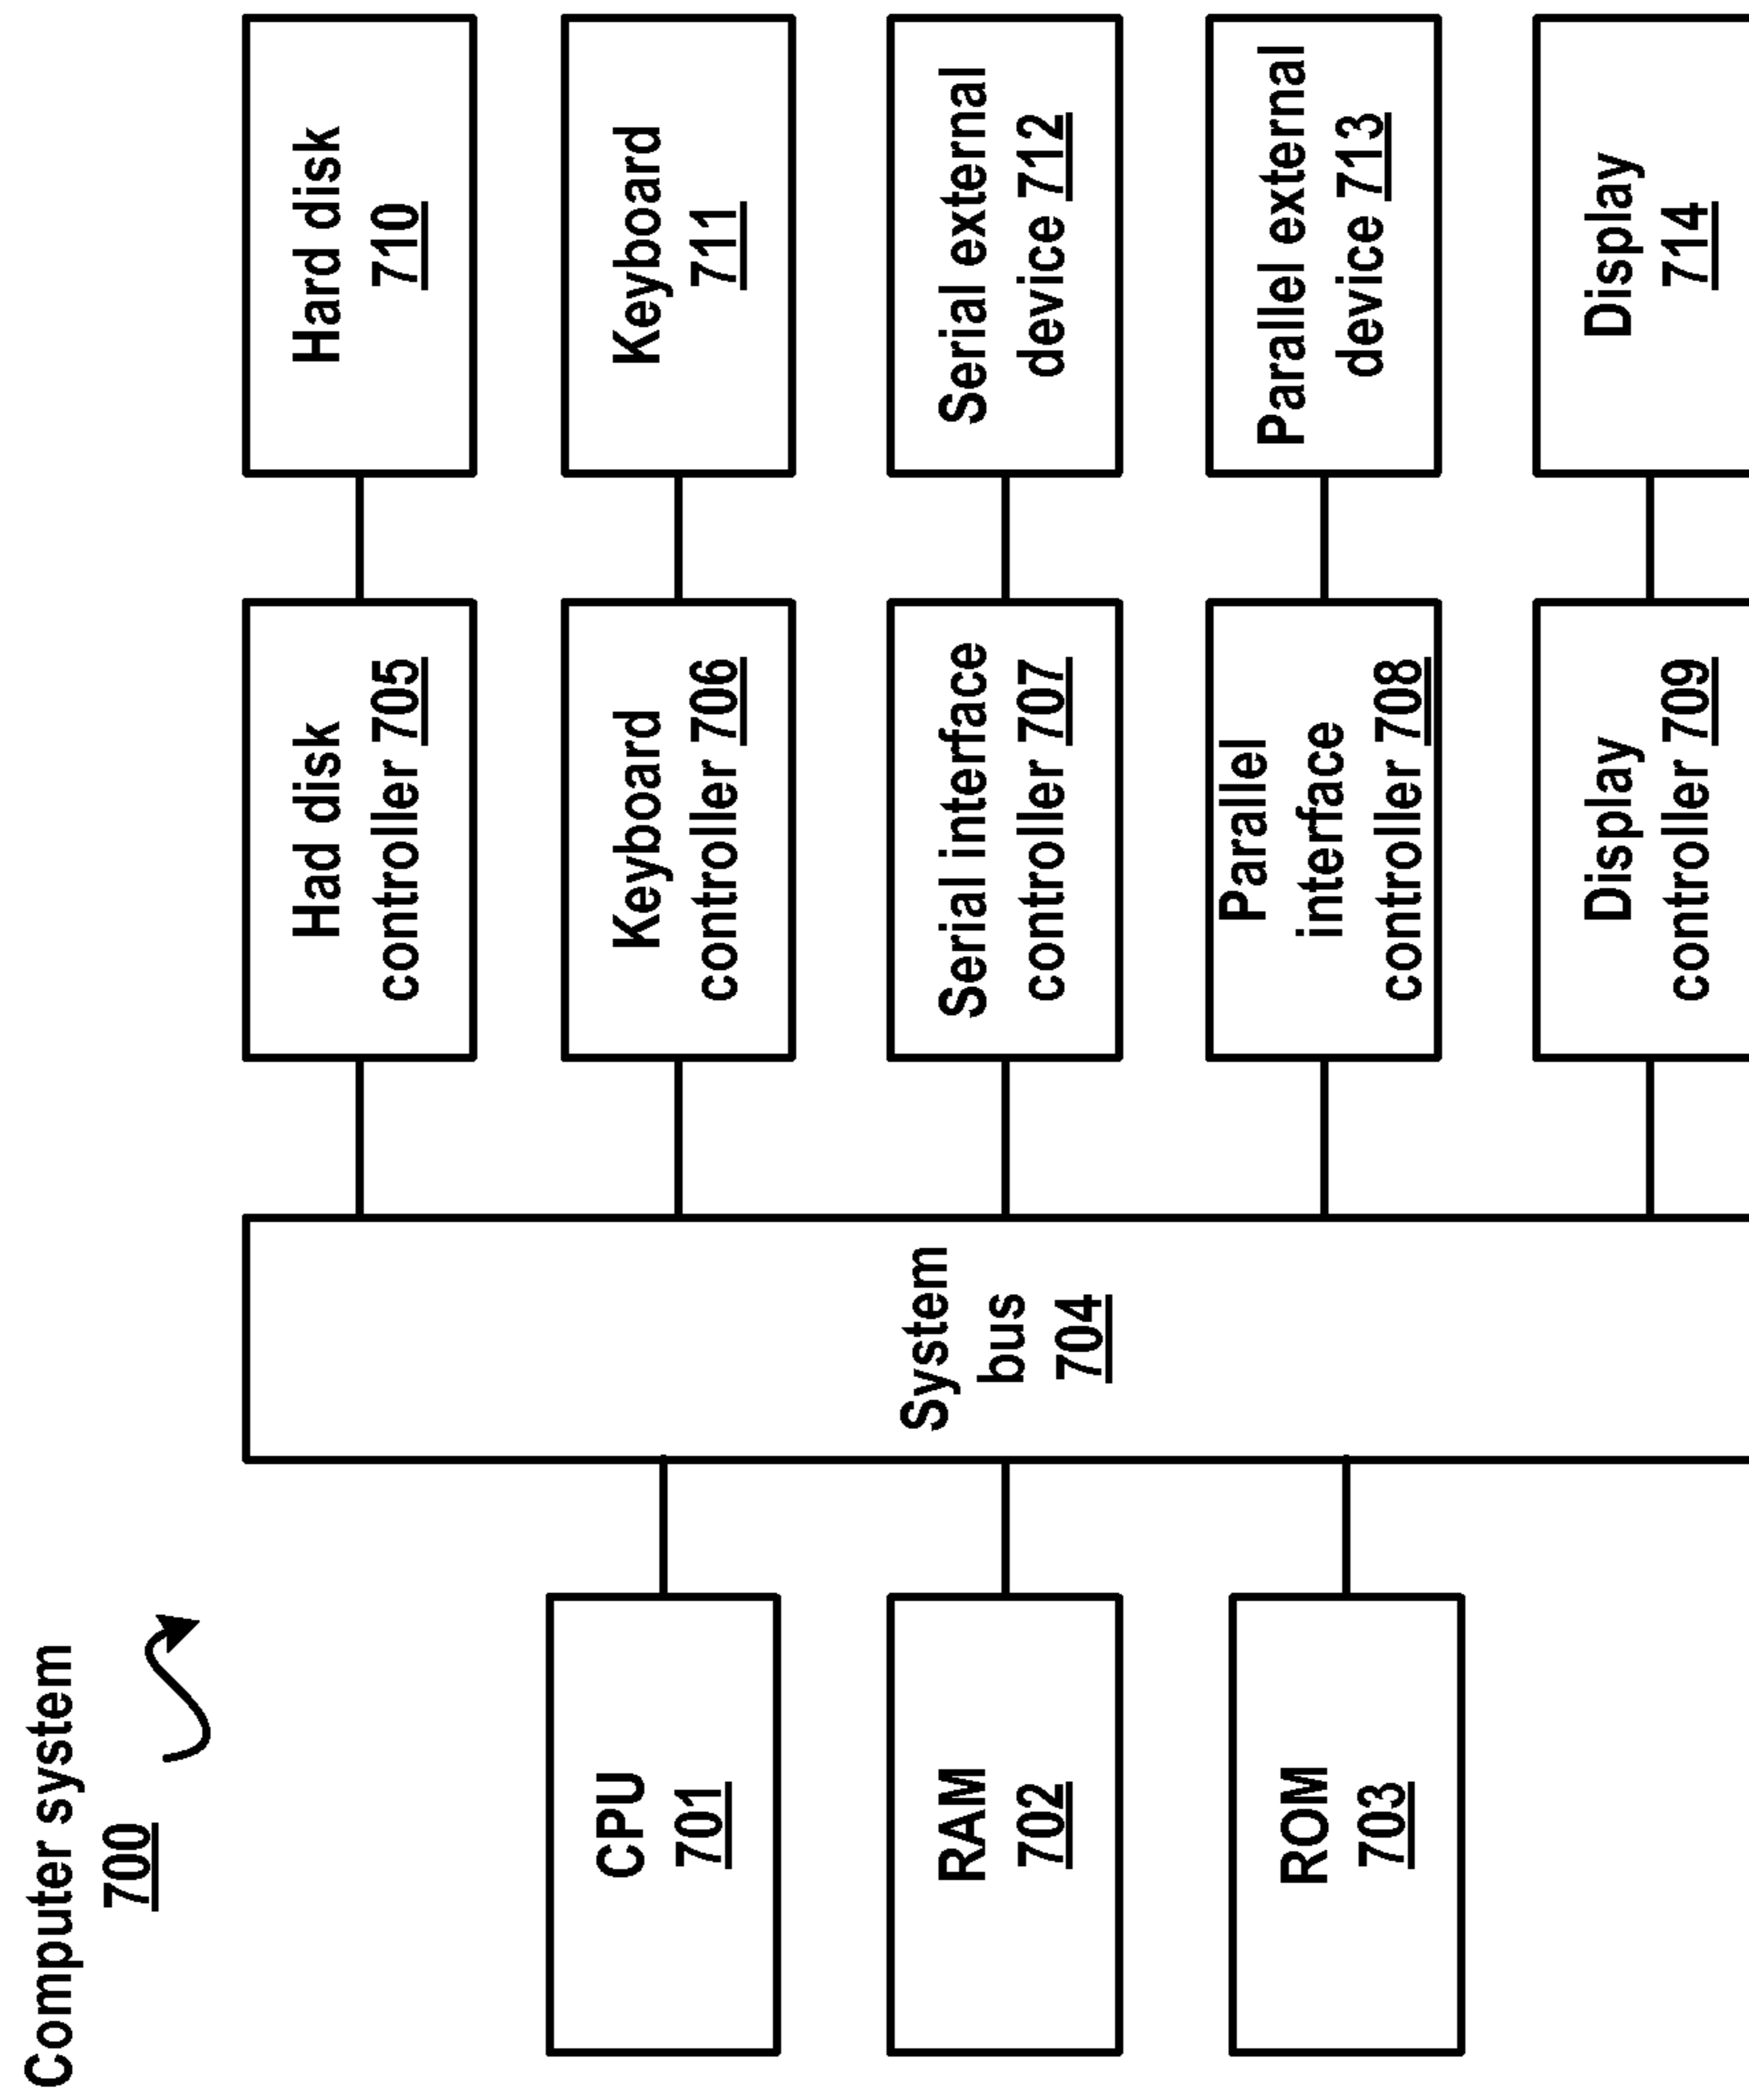 Computer system
700
CPU
701
RAM
702
ROM
703
System
bus
704
Had disk
controller 705
Keyboard
controller 706
Serial interface
controller 707
Parallel
interface
controller 708
Display
controller 709
Hard disk
710
Keyboard
711
Serial external
device 712
Parallel external
device 713
Display
714